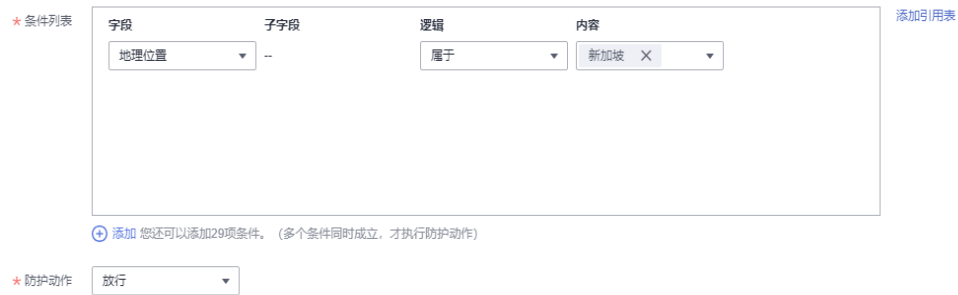 * 条件列表 添加引用表
字段 子字段 逻辑 内容
地理位置 -- 属于 新加坡 ×
添加 您还可以添加29项条件。（多个条件同时成立，才执行防护动作）
* 防护动作 放行